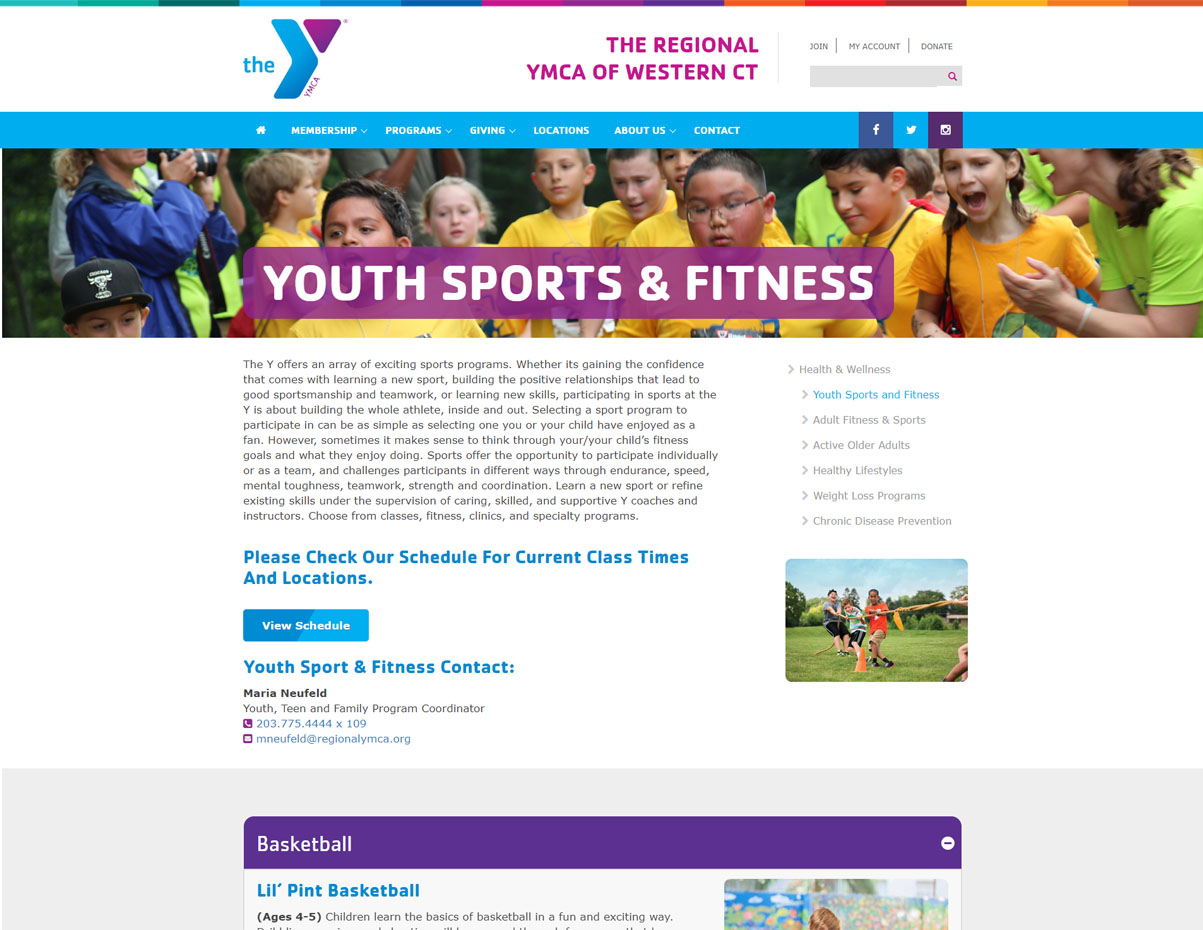 the
YMCA
®
THE REGIONAL
YMCA OF WESTERN CT
JOIN MY ACCOUNT DONATE
MEMBERSHIP PROGRAMS GIVING LOCATIONS ABOUT US CONTACT
YOUTH SPORTS & FITNESS
The Y offers an array of exciting sports programs. Whether its gaining the confidence
that comes with learning a new sport, building the positive relationships that lead to
good sportsmanship and teamwork, or learning new skills, participating in sports at the
Y is about building the whole athlete, inside and out. Selecting a sport program to
participate in can be as simple as selecting one you or your child have enjoyed as a
fan. However, sometimes it makes sense to think through your/your child’s fitness
goals and what they enjoy doing. Sports offer the opportunity to participate individually
or as a team, and challenges participants in different ways through endurance, speed,
mental toughness, teamwork, strength and coordination. Learn a new sport or refine
existing skills under the supervision of caring, skilled, and supportive Y coaches and
instructors. Choose from classes, fitness, clinics, and specialty programs.
Please Check Our Schedule For Current Class Times
And Locations.
View Schedule
Youth Sport & Fitness Contact:
Maria Neufeld
Youth, Teen and Family Program Coordinator
203.775.4444 x 109
mneufeld@regionalymca.org
Health & Wellness
Youth Sports and Fitness
Adult Fitness & Sports
Active Older Adults
Healthy Lifestyles
Weight Loss Programs
Chronic Disease Prevention
Basketball
Lil’ Pint Basketball
(Ages 4-5) Children learn the basics of basketball in a fun and exciting way.